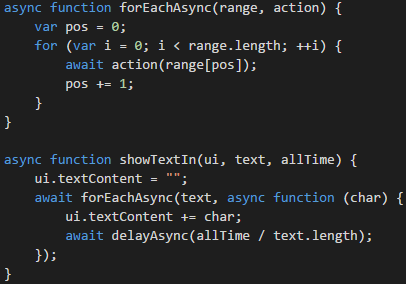 async function forEachAsync(range, action) {
    var pos = 0;
    for (var i = 0; i < range.length; ++i) {
        await action(range[pos]);
        pos += 1;
    }
}

async function showTextIn(ui, text, allTime) {
    ui.textContent = "";
    await forEachAsync(text, async function (char) {
        ui.textContent += char;
        await delayAsync(allTime / text.length);
    });
}